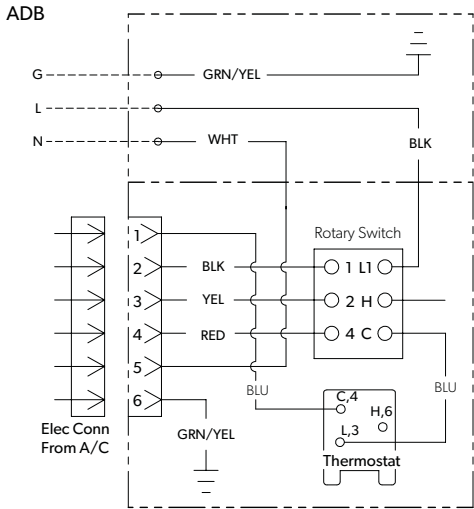 ADB
G
GRN/YEL
L
N
WHT
BLK
Rotary Switch
1
2
BLK
1 L1
3
YEL
2 H
4
RED
4 C
5
6
BLU
BLU
C,4
H,6
L,3
Thermostat
GRN/YEL
Elec Conn
From A/C